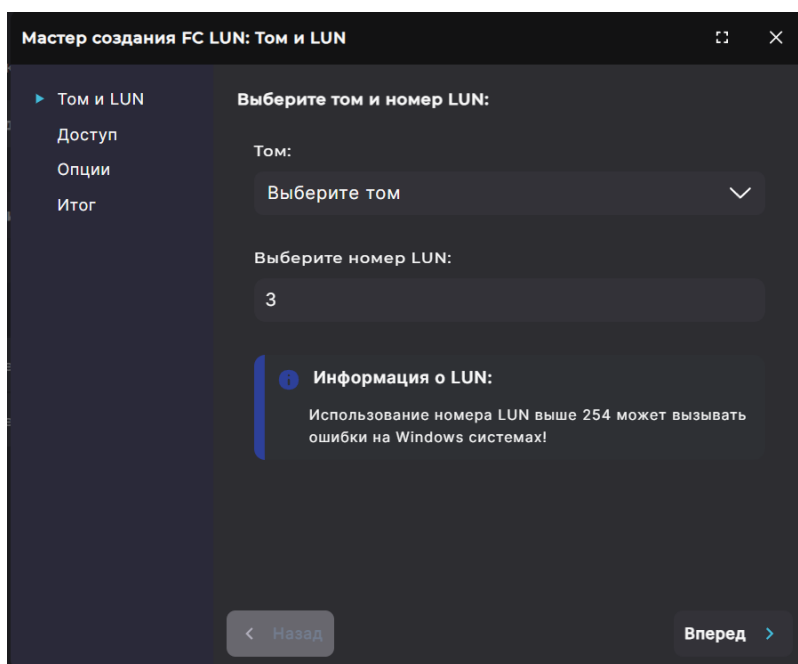 Мастер создания FC LUN: Том и LUN
Том и LUN
Доступ
Опции
Итог
Выберите том и номер LUN:
Том:
Выберите том
Выберите номер LUN:
3
Информация о LUN:
Использование номера LUN выше 254 может вызывать
ошибки на Windows системах!
Назад
Вперед